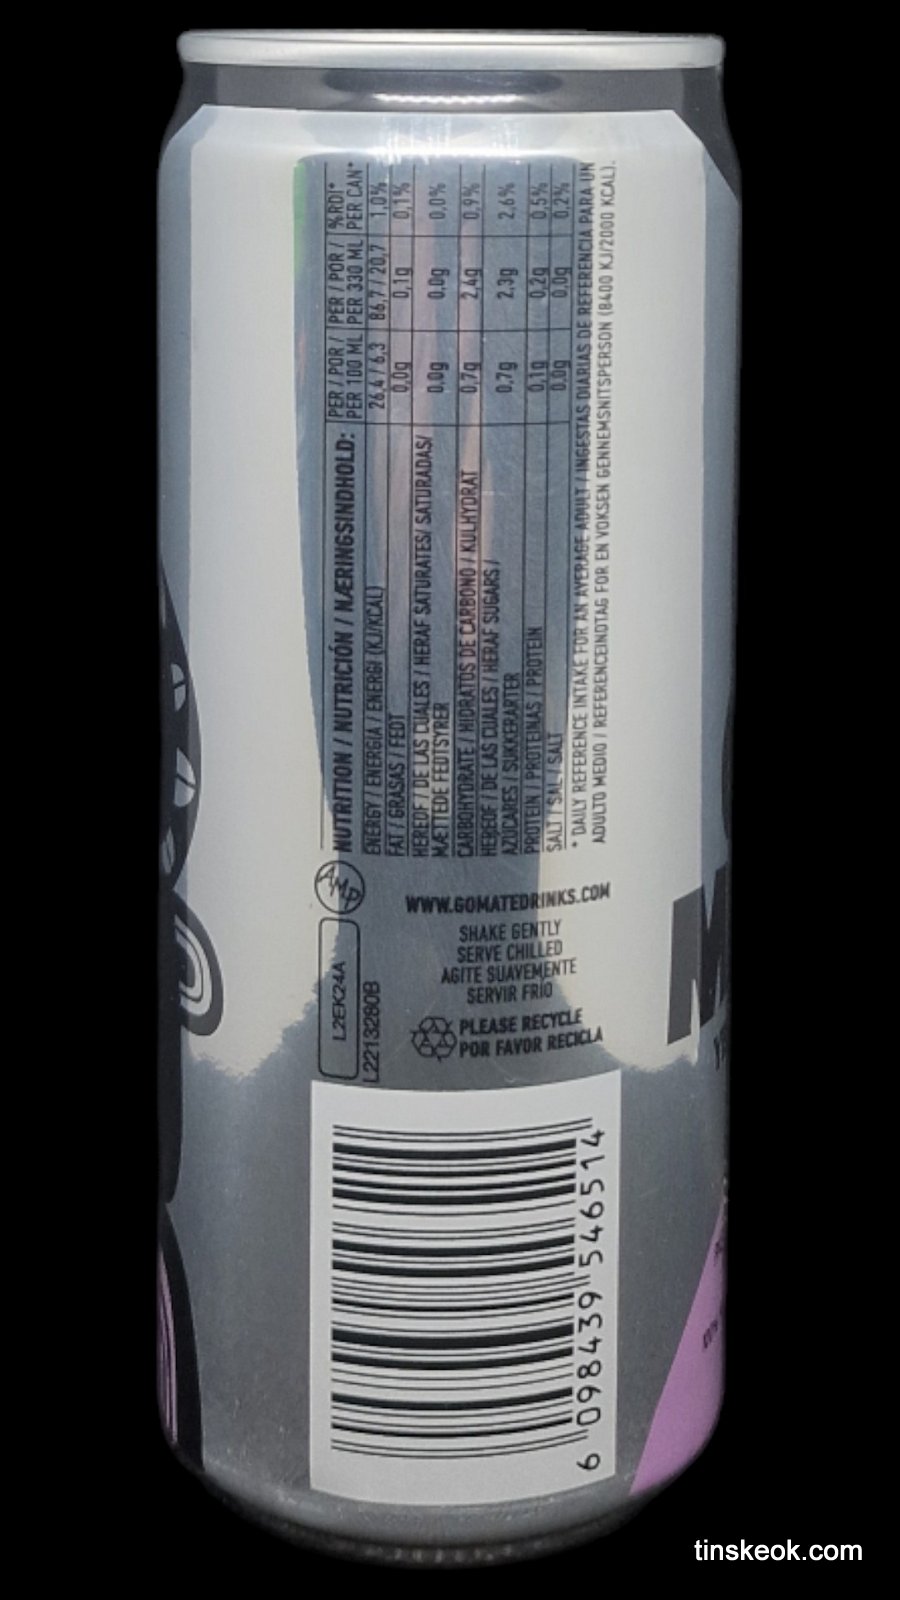 NUTRITION / NUTRICIÓN / NÆRINGSINDHOLD: PER / POR / PER 100 ML PER / POR / PER 330 ML %RDI* PER CAN*
ENERGY / ENERGIA / ENERGI (KJ/KCAL) 26,4 / 6,3 86,7 / 20,7 1,0%
FAT / GRASAS / FEDT 0,0g 0,1g 0,1%
HEREOF / DE LAS CUALES / HERAF SATURATES/ SATURADAS/
MÆTTEDE FEDTSYRER 0.0g 0.0g 0,0%
CARBOHYDRATE / HIDRATOS DE CARBONO / KULHYDRAT 0,7g 2,4g 0,9%
HEREOF / DE LAS CUALES / HERAF SUGARS /
AZÚCARES / SUKKERARTER 0,7g 2,3g 2,6%
PROTEIN / PROTEINAS / PROTEIN 0,1g 0,2g 0,5%
SALT / SAL / SALT 0,0g 0,0g 0,2%
* DAILY REFERENCE INTAKE FOR AN AVERAGE ADULT / INGESTAS DIARIAS DE REFERENCIA PARA UN
ADULTO MEDIO / REFERENCEINDTAG FOR EN VOKSEN GENNEMSNITSPERSON (8400 KJ/2000 KCAL).
AMP
L2EK24A
L2213280B
WWW.GOMATEDRINKS.COM
SHAKE GENTLY
SERVE CHILLED
AGITE SUAVEMENTE
SERVIR FRÍO
PLEASE RECYCLE
POR FAVOR RECICLA
6 098439 546514
tinskeok.com